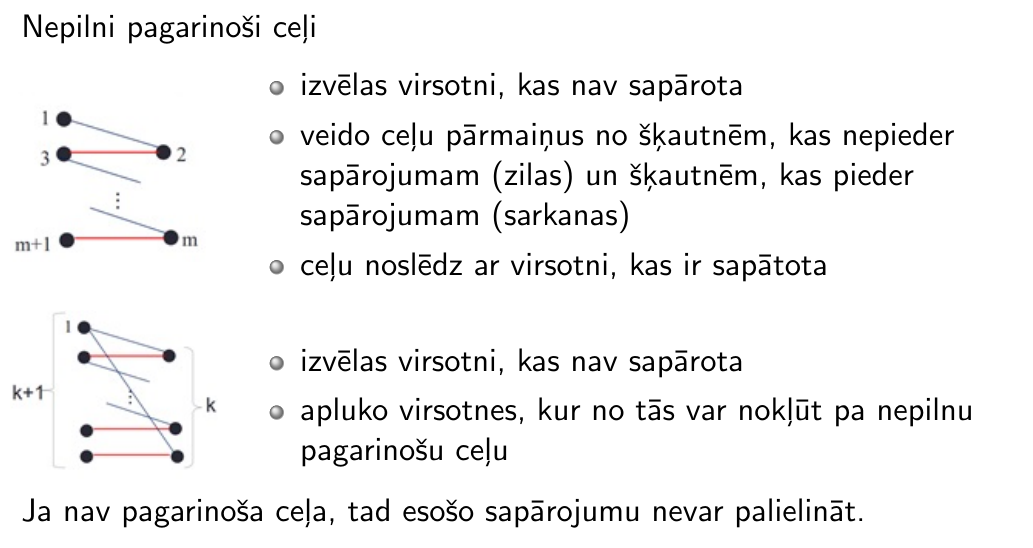 Nepilni pagarinoši ceļi
izvēlas virsotni, kas nav sapārota
veido ceļu pārmaiņus no šķautnēm, kas nepieder
sapārojumam (zilas) un šķautnēm, kas pieder
sapārojumam (sarkanas)
ceļu noslēdz ar virsotni, kas ir sapātota
1
2
3
⋮
m+1
m
izvēlas virsotni, kas nav sapārota
apluko virsotnes, kur no tās var nokļūt pa nepilnu
pagarinošu ceļu
1
k+1
⋮
k
Ja nav pagarinoša ceļa, tad esošo sapārojumu nevar palielināt.